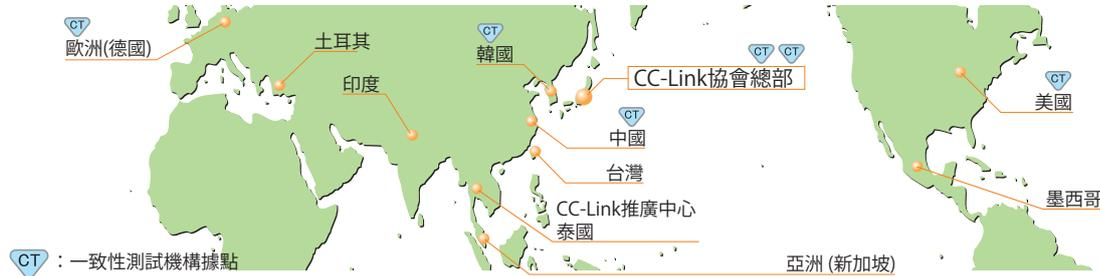 CT
歐洲(德國)
土耳其
印度
CT
韓國
CT CT
CC-Link協會總部
CT
中國
台灣
CC-Link推廣中心
泰國
亞洲 (新加坡)
CT
美國
墨西哥
CT ：一致性測試機構據點